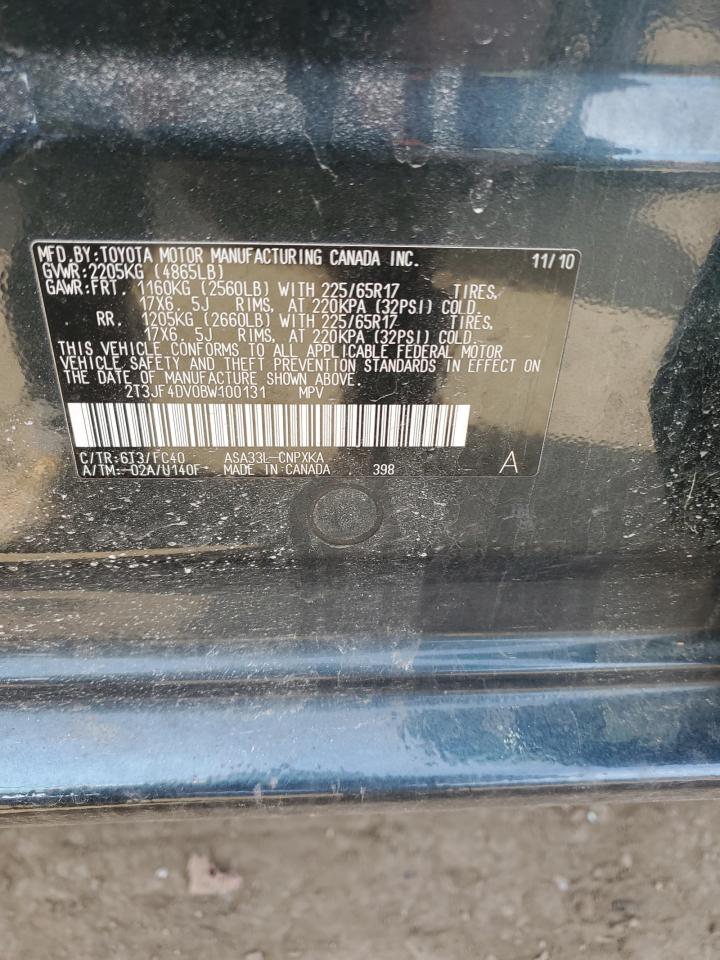 MFD.BY:TOYOTA MOTOR MANUFACTURING CANADA INC. 11/10
GVWR:2205KG (4865LB)
GAWR:FRT. 1160KG (2560LB) WITH 225/65R17 TIRES,
17X6.5J RIMS, AT 220KPA (32PSI) COLD.
RR. 1205KG (2660LB) WITH 225/65R17 TIRES,
17X6.5J RIMS, AT 220KPA (32PSI) COLD.
THIS VEHICLE CONFORMS TO ALL APPLICABLE FEDERAL MOTOR
VEHICLE SAFETY AND THEFT PREVENTION STANDARDS IN EFFECT ON
THE DATE OF MANUFACTURE SHOWN ABOVE.
2T3JF4DV0BW100131 MPV
C/TR:6T3/FC40 ASA33L-CNPXKA
A/TM:-02A/U140F MADE IN CANADA 398 A